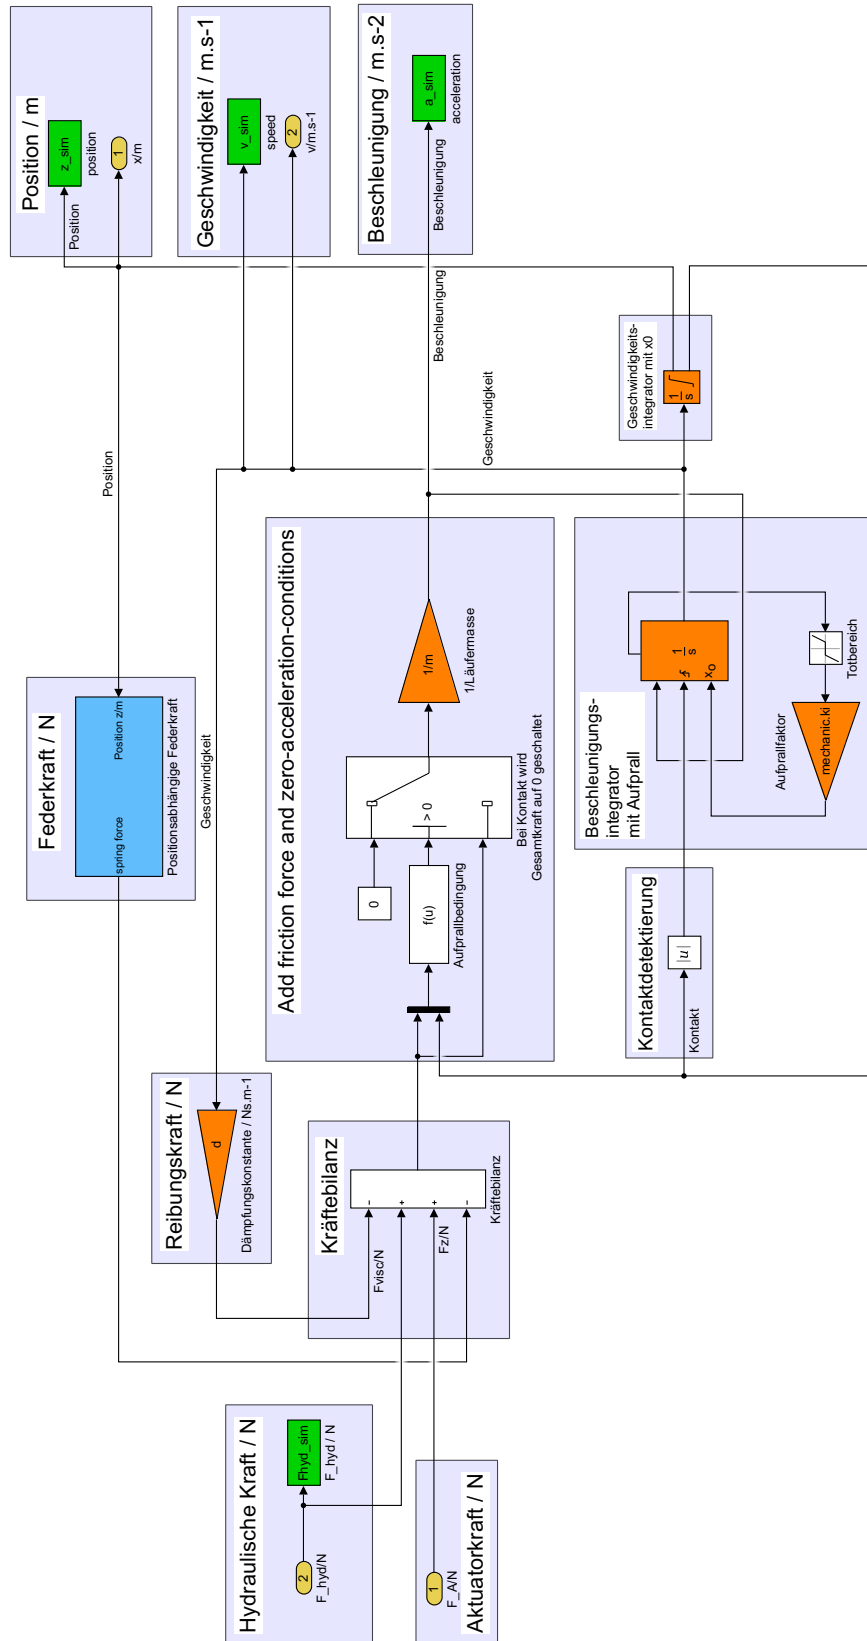 Hydraulische Kraft / N
2
F_hyd/N
Fhyd_sim
F_hyd / N
1
F_A/N
Aktuatorkraft / N
Reibungskraft / N
d
Dämpfungskonstante / Ns.m-1
Kräftebilanz
Fvisc/N
Fz/N
-
+
+
-
Kräftebilanz
Federkraft / N
spring force
Position z/m
Positionsabhängige Federkraft
Position
Geschwindigkeit
Add friction force and zero-acceleration-conditions
0
f(u)
Aufprallbedingung
> 0
Bei Kontakt wird
Gesamtkraft auf 0 geschaltet
1/m
1/Läufermasse
Kontaktdetektierung
Kontakt
|u|
Beschleunigungs-
integrator
mit Aufprall
1
s
xo
Aufprallfaktor
mechanic.ki
Totbereich
Geschwindigkeits-
integrator mit x0
1
s
Geschwindigkeit
Beschleunigung
Position / m
Position
z_sim
position
1
x/m
Geschwindigkeit / m.s-1
v_sim
speed
2
v/m.s-1
Beschleunigung / m.s-2
Beschleunigung
a_sim
acceleration